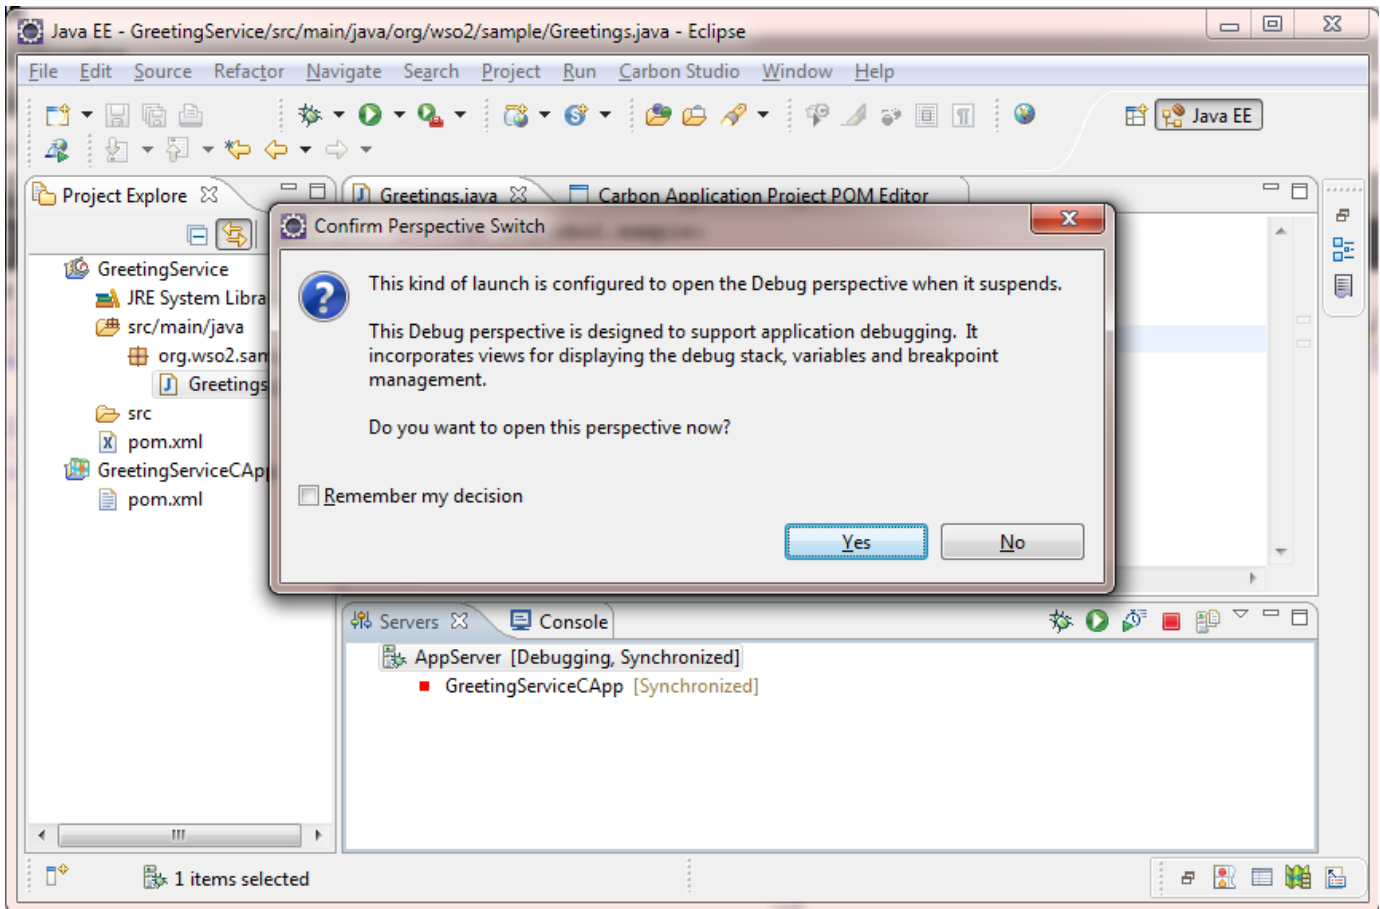 Java EE - GreetingService/src/main/java/org/wso2/sample/Greetings.java - Eclipse
File Edit Source Refactor Navigate Search Project Run Carbon Studio Window Help
Java EE
Project Explore
Greetings.java
Carbon Application Project POM Editor
GreetingService
JRE System Libra
src/main/java
org.wso2.sam
Greetings
src
pom.xml
GreetingServiceCAp
pom.xml
Confirm Perspective Switch
This kind of launch is configured to open the Debug perspective when it suspends.
This Debug perspective is designed to support application debugging. It
incorporates views for displaying the debug stack, variables and breakpoint
management.
Do you want to open this perspective now?
Remember my decision
Yes
No
Servers
Console
AppServer [Debugging, Synchronized]
GreetingServiceCApp [Synchronized]
1 items selected